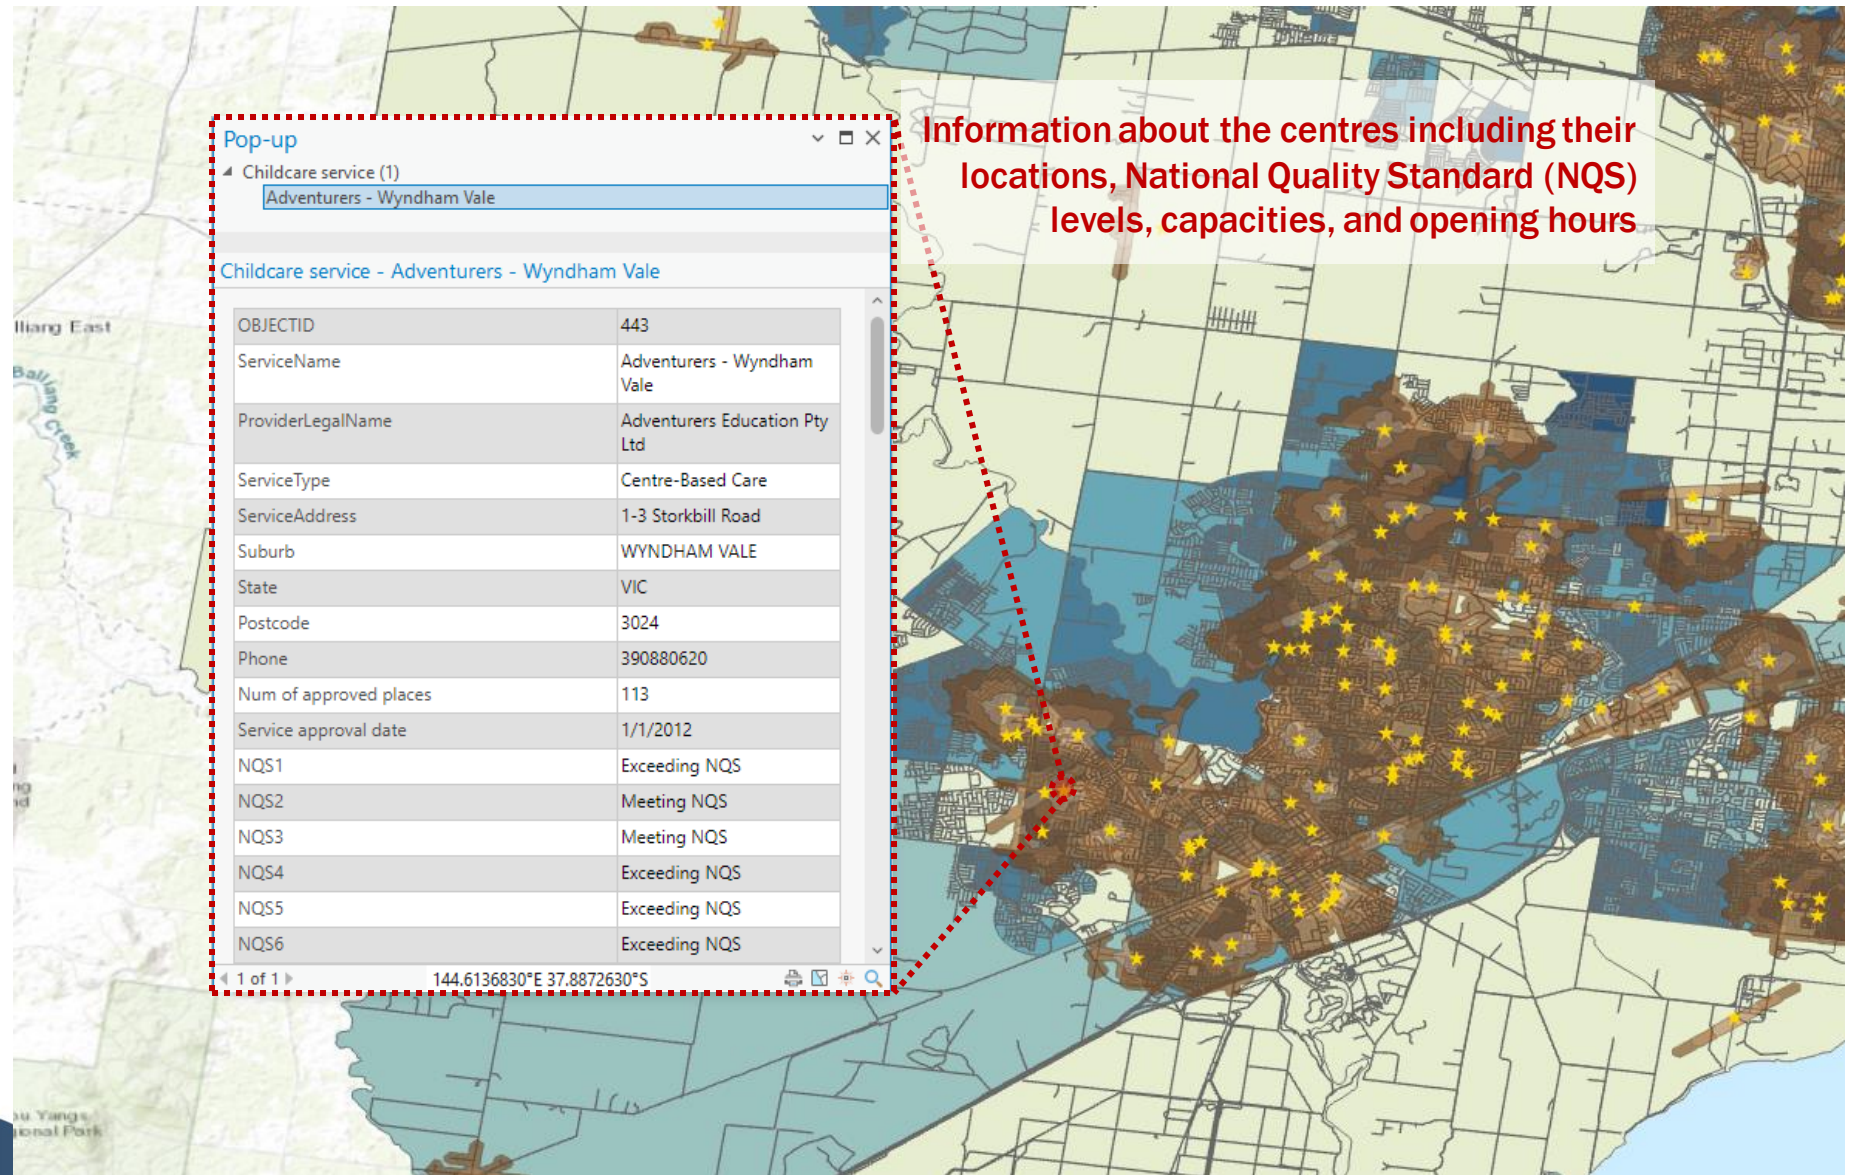 Information about the centres including their
locations, National Quality Standard (NQS)
levels, capacities, and opening hours
Pop-up
Childcare service (1)
Adventurers - Wyndham Vale
Childcare service - Adventurers - Wyndham Vale
OBJECTID 443
ServiceName Adventurers - Wyndham
Vale
ProviderLegalName Adventurers Education Pty
Ltd
ServiceType Centre-Based Care
ServiceAddress 1-3 Storkbill Road
Suburb WYNDHAM VALE
State VIC
Postcode 3024
Phone 390880620
Num of approved places 113
Service approval date 1/1/2012
NQS1 Exceeding NQS
NQS2 Meeting NQS
NQS3 Meeting NQS
NQS4 Exceeding NQS
NQS5 Exceeding NQS
NQS6 Exceeding NQS
1 of 1
144.6136830°E 37.8872630°S
lliang East
Balliang Creek
Yangs
ional Park